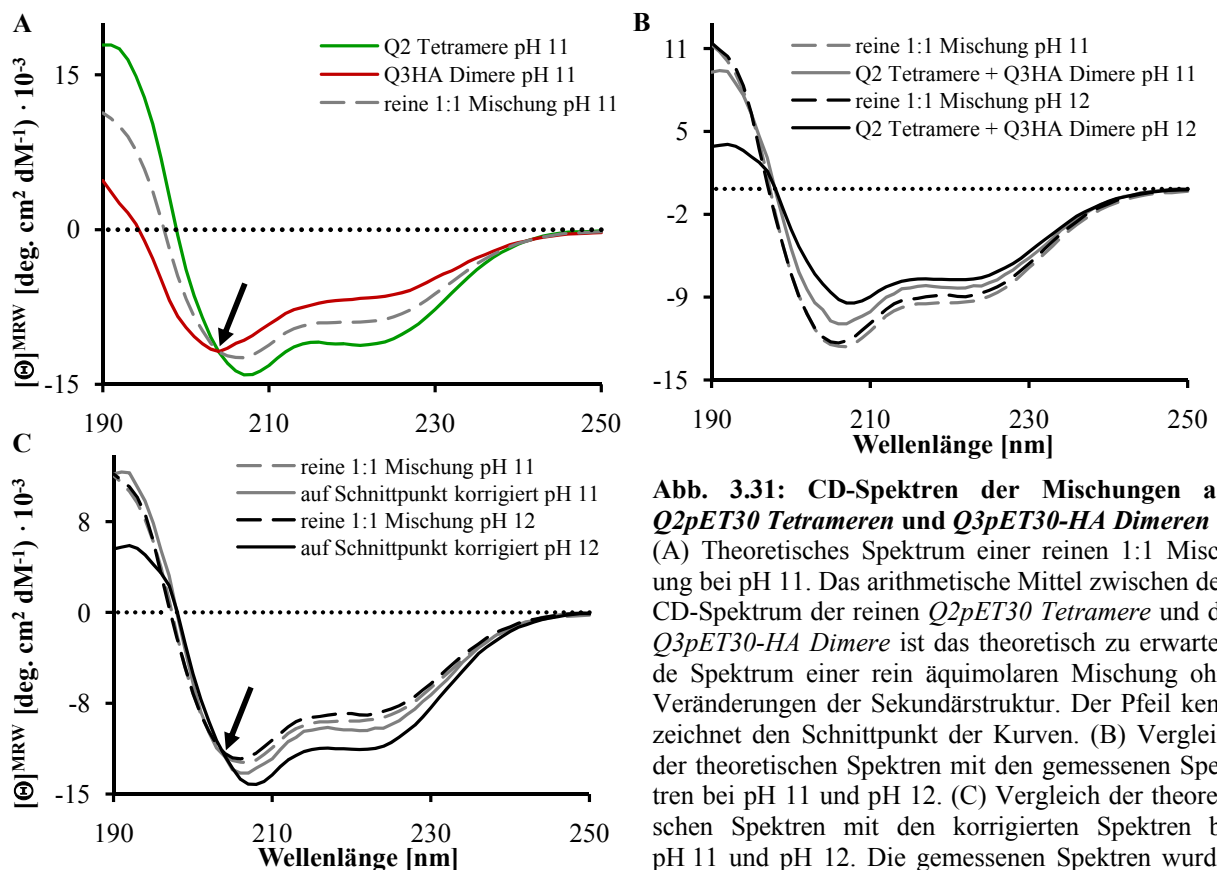 A
Q2 Tetramere pH 11
Q3HA Dimere pH 11
reine 1:1 Mischung pH 11
[Θ]ᴹᴿᵂ [deg. cm² dM⁻¹) · 10⁻³
15
0
-15
190 210 230 250
B
reine 1:1 Mischung pH 11
Q2 Tetramere + Q3HA Dimere pH 11
reine 1:1 Mischung pH 12
Q2 Tetramere + Q3HA Dimere pH 12
11
5
-2
-9
-15
190 210 230 250
Wellenlänge [nm]
C
reine 1:1 Mischung pH 11
auf Schnittpunkt korrigiert pH 11
reine 1:1 Mischung pH 12
auf Schnittpunkt korrigiert pH 12
[Θ]ᴹᴿᵂ [deg. cm² dM⁻¹) · 10⁻³
8
0
-8
-15
190 210 230 250
Wellenlänge [nm]
Abb. 3.31: CD-Spektren der Mischungen a
Q2pET30 Tetrameren und Q3pET30-HA Dimeren
(A) Theoretisches Spektrum einer reinen 1:1 Misc
ung bei pH 11. Das arithmetische Mittel zwischen de
CD-Spektrum der reinen Q2pET30 Tetramere und d
Q3pET30-HA Dimere ist das theoretisch zu erwarte
de Spektrum einer rein äquimolaren Mischung oh
Veränderungen der Sekundärstruktur. Der Pfeil ken
zeichnet den Schnittpunkt der Kurven. (B) Verglei
der theoretischen Spektren mit den gemessenen Spe
tren bei pH 11 und pH 12. (C) Vergleich der theore
schen Spektren mit den korrigierten Spektren b
pH 11 und pH 12. Die gemessenen Spektren wurd